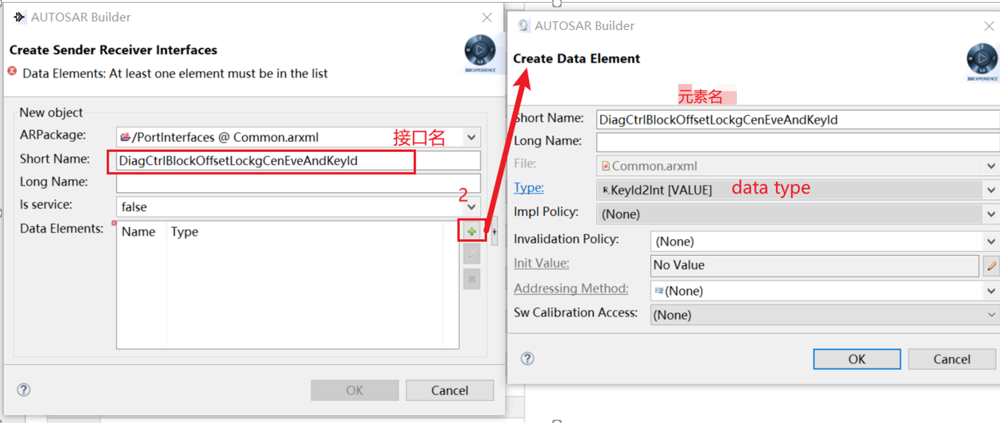 AUTOSAR Builder
Create Sender Receiver Interfaces
Data Elements: At least one element must be in the list
3DEXPERIENCE
New object
ARPackage:
/PortInterfaces @ Common.arxml
接口名
Short Name:
DiagCtrlBlockOffsetLockgCenEveAndKeyId
Long Name:
Is service:
false
2
Data Elements:
Name
Type
+
OK
Cancel
AUTOSAR Builder
Create Data Element
3DEXPERIENCE
元素名
Short Name:
DiagCtrlBlockOffsetLockgCenEveAndKeyId
Long Name:
File:
Common.arxml
Type:
KeyId2Int [VALUE]
data type
Impl Policy:
(None)
Invalidation Policy:
(None)
Init Value:
No Value
Addressing Method:
(None)
Sw Calibration Access:
(None)
OK
Cancel